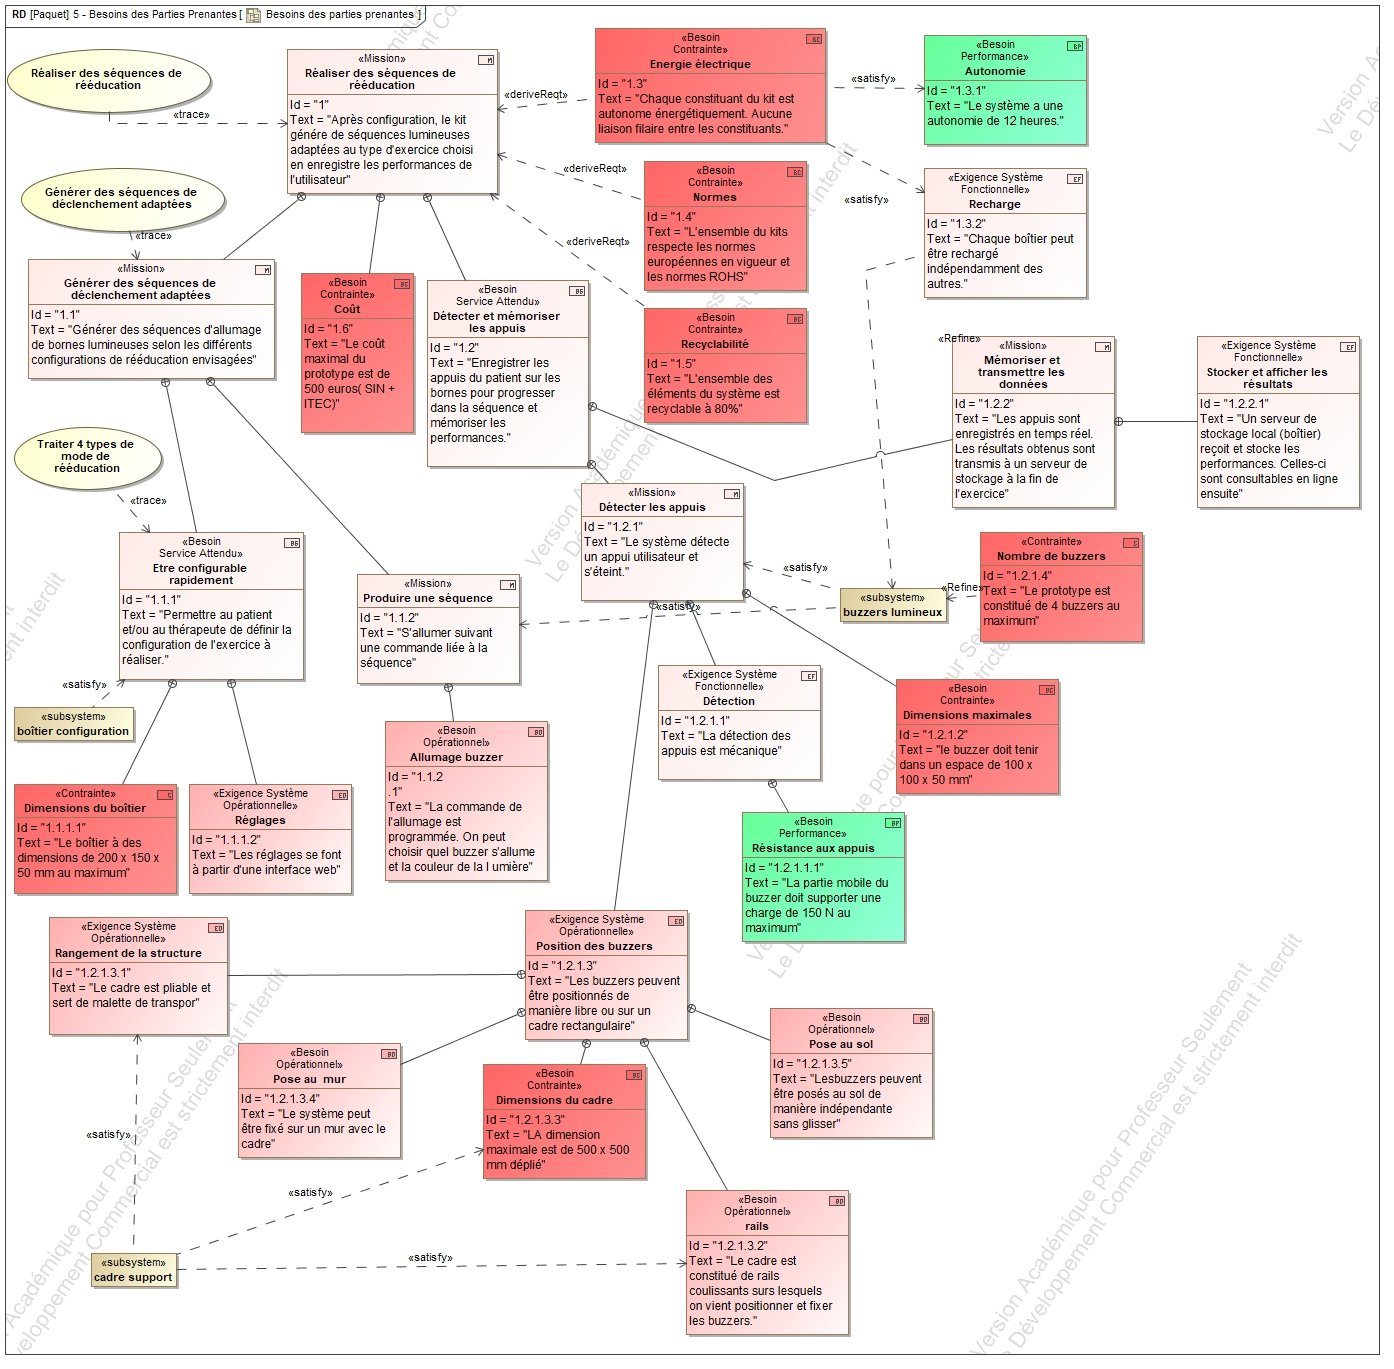 RD [Paquet] 5 - Besoins des Parties Prenantes [ Besoins des parties prenantes ]
Réaliser des séquences de
rééducation
«trace»
«Mission»
Réaliser des séquences de
rééducation
Id = "1"
Text = "Après configuration, le kit
génére de séquences lumineuses
adaptées au type d'exercice choisi
en enregistre les performances de
l'utilisateur"
«deriveReqt»
«Besoin
Contrainte»
Energie électrique
Id = "1.3"
Text = "Chaque constituant du kit est
autonome énergétiquement. Aucune
liaison filaire entre les constituants."
«satisfy»
«Besoin
Performance»
Autonomie
Id = "1.3.1"
Text = "Le système a une
autonomie de 12 heures."
Générer des séquences de
déclenchement adaptées
«trace»
«deriveReqt»
«Besoin
Contrainte»
Normes
Id = "1.4"
Text = "L'ensemble du kits
respecte les normes
européennes en vigueur et
les normes ROHS"
«satisfy»
«Exigence Système
Fonctionnelle»
Recharge
Id = "1.3.2"
Text = "Chaque boîtier peut
être rechargé
indépendamment des
autres."
«deriveReqt»
«Mission»
Générer des séquences de
déclenchement adaptées
Id = "1.1"
Text = "Générer des séquences d'allumage
de bornes lumineuses selon les différents
configurations de rééducation envisagées"
«Besoin
Contrainte»
Coût
Id = "1.6"
Text = "Le coût
maximal du
prototype est de
500 euros( SIN +
ITEC)"
«Besoin
Service Attendu»
Détecter et mémoriser
les appuis
Id = "1.2"
Text = "Enregistrer les
appuis du patient sur les
bornes pour progresser
dans la séquence et
mémoriser les
performances."
«Besoin
Contrainte»
Recyclabilité
Id = "1.5"
Text = "L'ensemble des
éléments du système est
recyclable à 80%"
«Refine»
«Mission»
Mémoriser et
transmettre les
données
Id = "1.2.2"
Text = "Les appuis sont
enregistrés en temps réel.
Les résultats obtenus sont
transmis à un serveur de
stockage à la fin de
l'exercice"
«Exigence Système
Fonctionnelle»
Stocker et afficher les
résultats
Id = "1.2.2.1"
Text = "Un serveur de
stockage local (boîtier)
reçoit et stocke les
performances. Celles-ci
sont consultables en ligne
ensuite"
Traiter 4 types de
mode de
rééducation
«trace»
«Besoin
Service Attendu»
Etre configurable
rapidement
Id = "1.1.1"
Text = "Permettre au patient
et/ou au thérapeute de définir la
configuration de l'exercice à
réaliser."
«Mission»
Produire une séquence
Id = "1.1.2"
Text = "S'allumer suivant
une commande liée à la
séquence"
«Mission»
Détecter les appuis
Id = "1.2.1"
Text = "Le système détecte
un appui utilisateur et
s'éteint."
«satisfy»
«satisfy»
«subsystem»
buzzers lumineux
«Refine»
«Contrainte»
Nombre de buzzers
Id = "1.2.1.4"
Text = "Le prototype est
constitué de 4 buzzers au
maximum"
«satisfy»
«subsystem»
boîtier configuration
«Exigence Système
Fonctionnelle»
Détection
Id = "1.2.1.1"
Text = "La détection des
appuis est mécanique"
«Besoin
Contrainte»
Dimensions maximales
Id = "1.2.1.2"
Text = "le buzzer doit tenir
dans un espace de 100 x
100 x 50 mm"
«Contrainte»
Dimensions du boîtier
Id = "1.1.1.1"
Text = "Le boîtier à des
dimensions de 200 x 150 x
50 mm au maximum"
«Exigence Système
Opérationnelle»
Réglages
Id = "1.1.1.2"
Text = "Les réglages se font
à partir d'une interface web"
«Besoin
Opérationnel»
Allumage buzzer
Id = "1.1.2
.1"
Text = "La commande de
l'allumage est
programmée. On peut
choisir quel buzzer s'allume
et la couleur de la l umière"
«Besoin
Performance»
Résistance aux appuis
Id = "1.2.1.1.1"
Text = "La partie mobile du
buzzer doit supporter une
charge de 150 N au
maximum"
«Exigence Système
Opérationnelle»
Rangement de la structure
Id = "1.2.1.3.1"
Text = "Le cadre est pliable et
sert de malette de transpor"
«Exigence Système
Opérationnelle»
Position des buzzers
Id = "1.2.1.3"
Text = "Les buzzers peuvent
être positionnés de
manière libre ou sur un
cadre rectangulaire"
«Besoin
Opérationnel»
Pose au mur
Id = "1.2.1.3.4"
Text = "Le système peut
être fixé sur un mur avec le
cadre"
«Besoin
Contrainte»
Dimensions du cadre
Id = "1.2.1.3.3"
Text = "LA dimension
maximale est de 500 x 500
mm déplié"
«Besoin
Opérationnel»
Pose au sol
Id = "1.2.1.3.5"
Text = "Lesbuzzers peuvent
être posés au sol de
manière indépendante
sans glisser"
«satisfy»
«satisfy»
«satisfy»
«subsystem»
cadre support
«Besoin
Opérationnel»
rails
Id = "1.2.1.3.2"
Text = "Le cadre est
constitué de rails
coulissants surs lesquels
on vient positionner et fixer
les buzzers."
Version Académique pour Professeur Seulement
Le Développement Commercial est strictement interdit